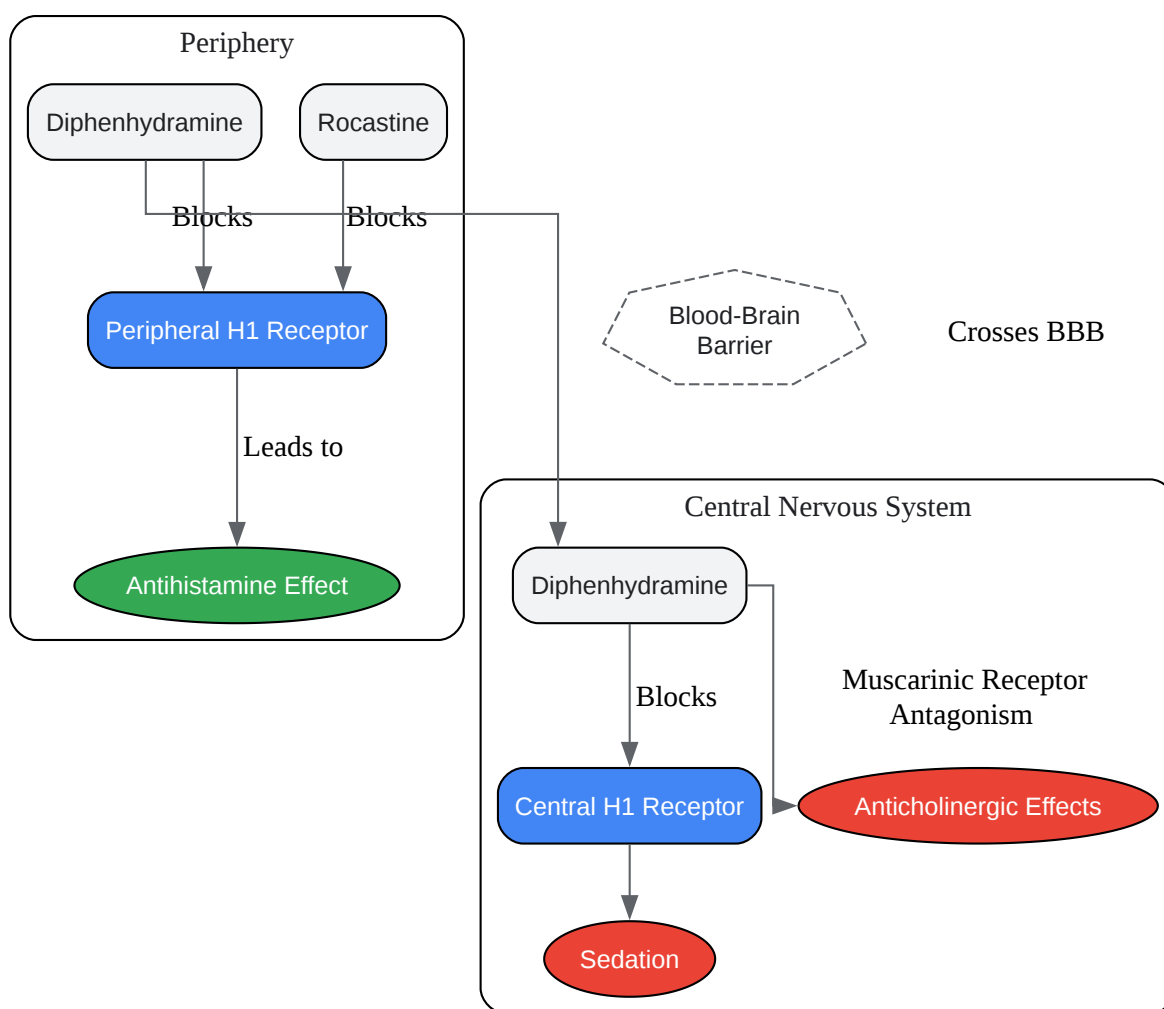 Periphery
Diphenhydramine
Rocastine
Blocks
Blocks
Peripheral H1 Receptor
Blood-Brain
Barrier
Crosses BBB
Leads to
Central Nervous System
Antihistamine Effect
Diphenhydramine
Blocks
Muscarinic Receptor
Antagonism
Central H1 Receptor
Anticholinergic Effects
Sedation